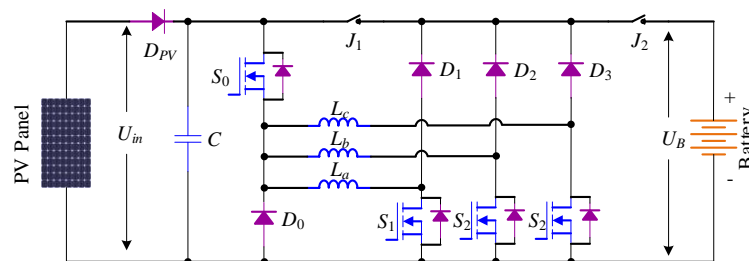 D_PV
J_1
J_2
S_0
D_1
D_2
D_3
PV Panel
U_in
C
L_c
L_b
L_a
U_B
+
Battery
-
D_0
S_1
S_2
S_2